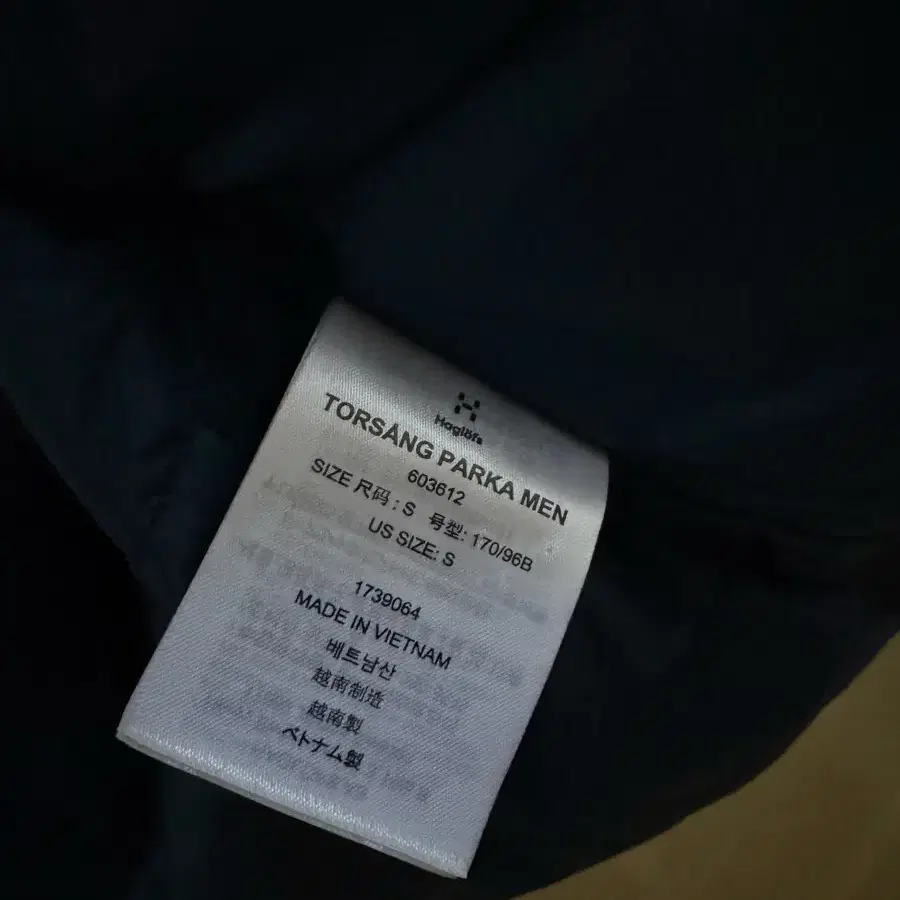 Haglöfs
TORSANG PARKA MEN
603612
SIZE 尺码 : S 号型: 170/96B
US SIZE: S
1739064
MADE IN VIETNAM
베트남산
越南制造
越南製
ベトナム製